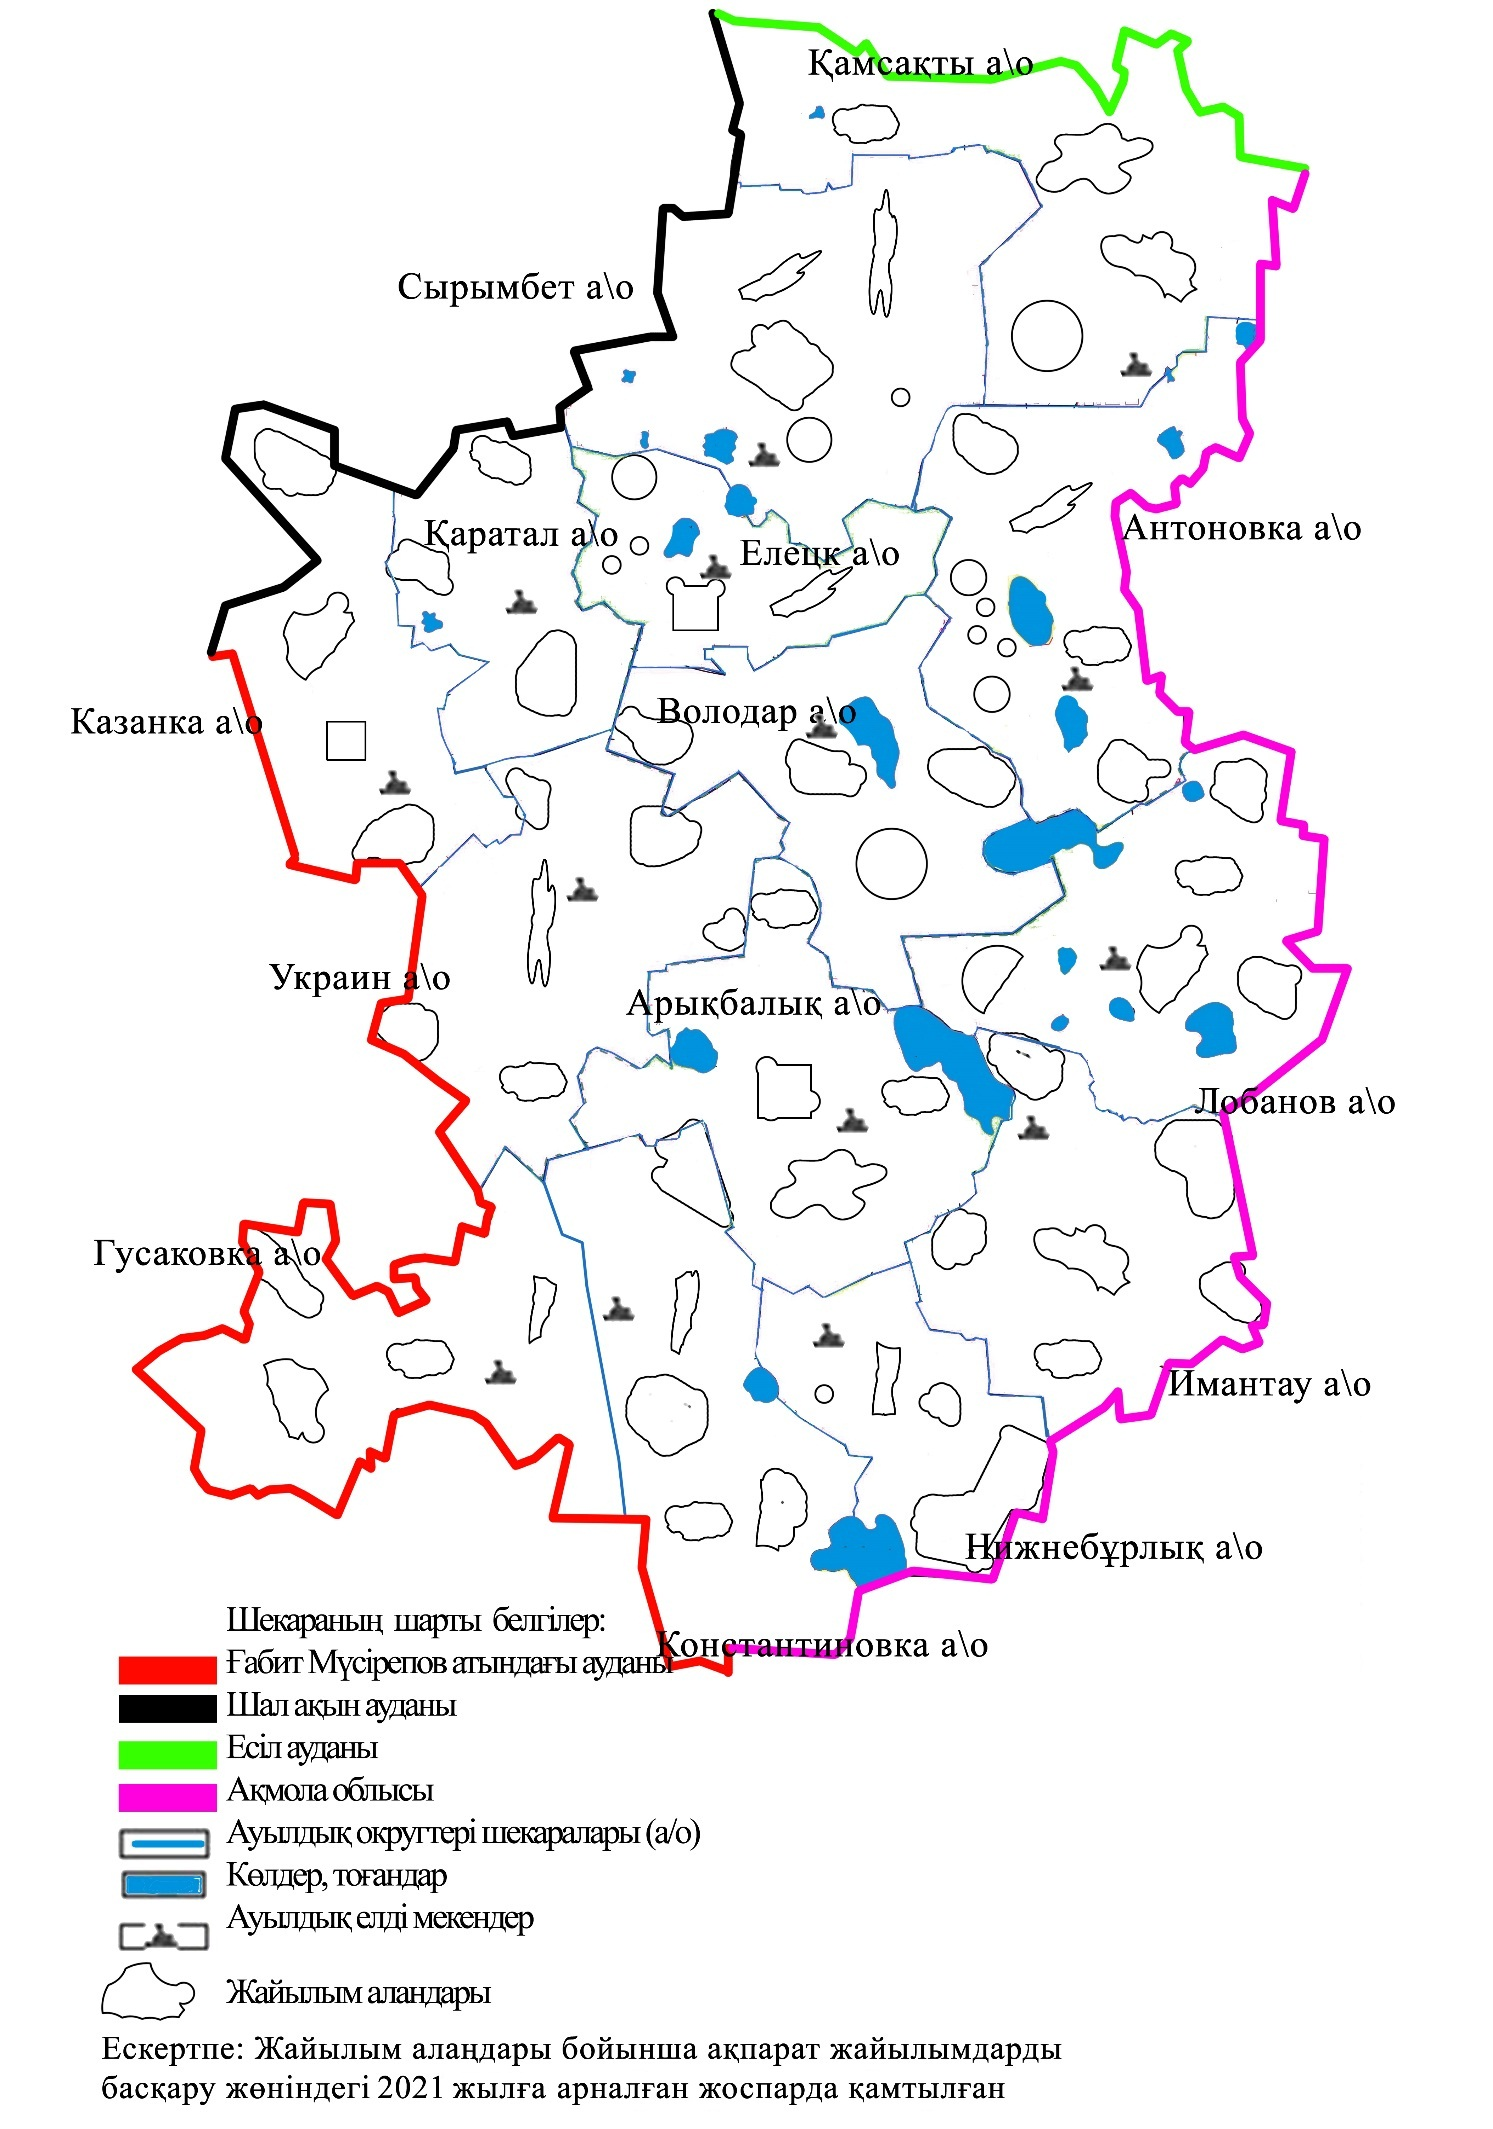 Қамсақты а\о
Сырымбет а\о
Қаратал а\о
Елецк а\о
Антоновка а\о
Казанка а\о
Володар а\о
Украин а\о
Арықбалық а\о
Лобанов а\о
Гусаковка а\о
Имантау а\о
Нижнебұрлық а\о
Константиновка а\о
Шекараның шарты белгілер:
Ғабит Мүсірепов атындағы ауданы
Шал ақын ауданы
Есіл ауданы
Ақмола облысы
Ауылдық округтері шекаралары (а/о)
Көлдер, тоғандар
Ауылдық елді мекендер
Жайылым аландары
Ескертпе: Жайылым алаңдары бойынша ақпарат жайылымдарды
басқару жөніндегі 2021 жылға арналған жоспарда қамтылған